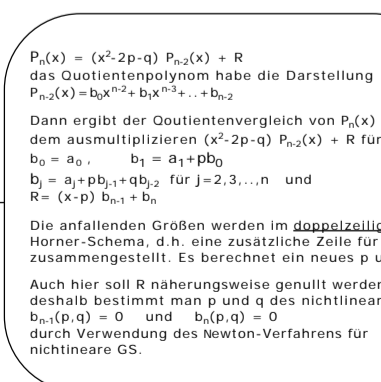 Pₙ(x) = (x²-2p-q) Pₙ₋₂(x) + R
das Quotientenpolynom habe die Darstellung
Pₙ₋₂(x)=b₀xⁿ⁻²+ b₁xⁿ⁻³+..+bₙ₋₂
Dann ergibt der Qoutientenvergleich von Pₙ(x)
dem ausmultiplizieren (x²-2p-q) Pₙ₋₂(x) + R für
b₀ = a₀ , b₁ = a₁+pb₀
bⱼ = aⱼ+pbⱼ₋₁+qbⱼ₋₂ für j=2,3,..,n und
R= (x-p) bₙ₋₁ + bₙ
Die anfallenden Größen werden im doppelzeilig
Horner-Schema, d.h. eine zusätzliche Zeile für
zusammengestellt. Es berechnet ein neues p u
Auch hier soll R näherungsweise genullt werden
deshalb bestimmt man p und q des nichtlinear
bₙ₋₁(p,q) = 0 und bₙ(p,q) = 0
durch Verwendung des Newton-Verfahrens für
nichtineare GS.